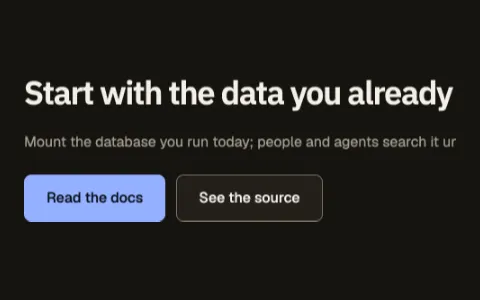 Start with the data you already
Mount the database you run today; people and agents search it ur
Read the docs
See the source